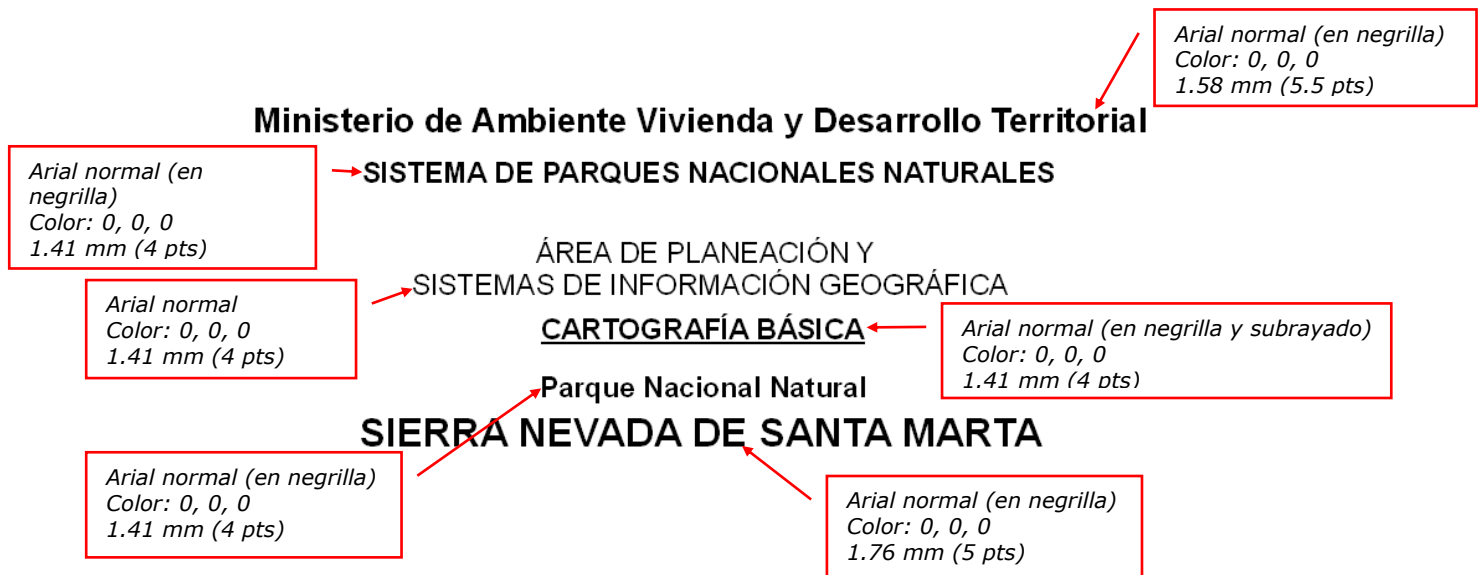 Arial normal (en negrilla)
Color: 0, 0, 0
1.58 mm (5.5 pts)
Ministerio de Ambiente Vivienda y Desarrollo Territorial
Arial normal (en
negrilla)
Color: 0, 0, 0
1.41 mm (4 pts)
SISTEMA DE PARQUES NACIONALES NATURALES
ÁREA DE PLANEACIÓN Y
SISTEMAS DE INFORMACIÓN GEOGRÁFICA
Arial normal
Color: 0, 0, 0
1.41 mm (4 pts)
CARTOGRAFÍA BÁSICA
Arial normal (en negrilla y subrayado)
Color: 0, 0, 0
1.41 mm (4 pts)
Parque Nacional Natural
SIERRA NEVADA DE SANTA MARTA
Arial normal (en negrilla)
Color: 0, 0, 0
1.41 mm (4 pts)
Arial normal (en negrilla)
Color: 0, 0, 0
1.76 mm (5 pts)